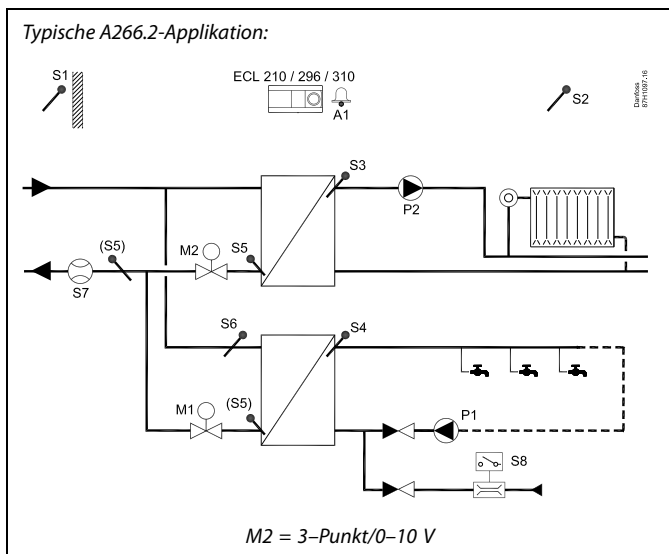 Typische A266.2-Applikation:
S1
ECL 210 / 296 / 310
A1
S2
Danfoss
87H1097.16
S3
P2
(S5)
M2
S5
S7
S6
S4
M1
(S5)
P1
S8
M2 = 3–Punkt/0–10 V